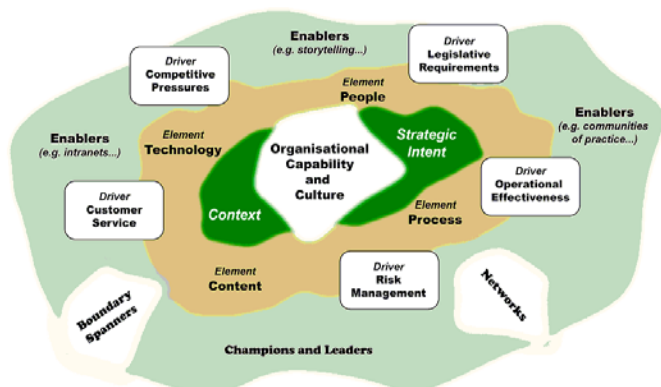 Enablers
(e.g. storytelling...)
Driver
Legislative
Requirements
Driver
Competitive
Pressures
Element
People
Enablers
(e.g. communities
of practice...)
Enablers
(e.g. intranets...)
Element
Technology
Strategic
Intent
Organisational
Capability
and
Culture
Driver
Operational
Effectiveness
Driver
Customer
Service
Context
Element
Process
Element
Content
Driver
Risk
Management
Boundary
Spanners
Networks
Champions and Leaders